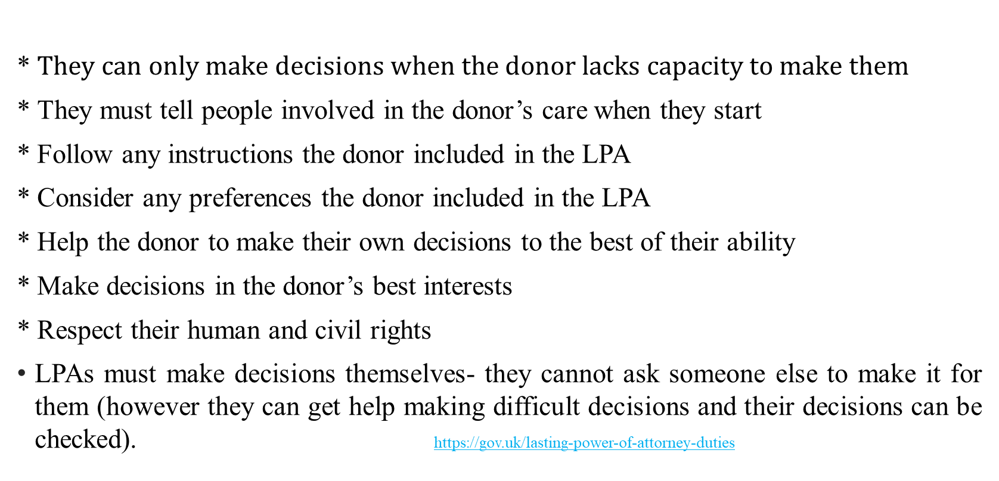 * They can only make decisions when the donor lacks capacity to make them
* They must tell people involved in the donor’s care when they start
* Follow any instructions the donor included in the LPA
* Consider any preferences the donor included in the LPA
* Help the donor to make their own decisions to the best of their ability
* Make decisions in the donor’s best interests
* Respect their human and civil rights
• LPAs must make decisions themselves- they cannot ask someone else to make it for
them (however they can get help making difficult decisions and their decisions can be
checked). https://gov.uk/lasting-power-of-attorney-duties